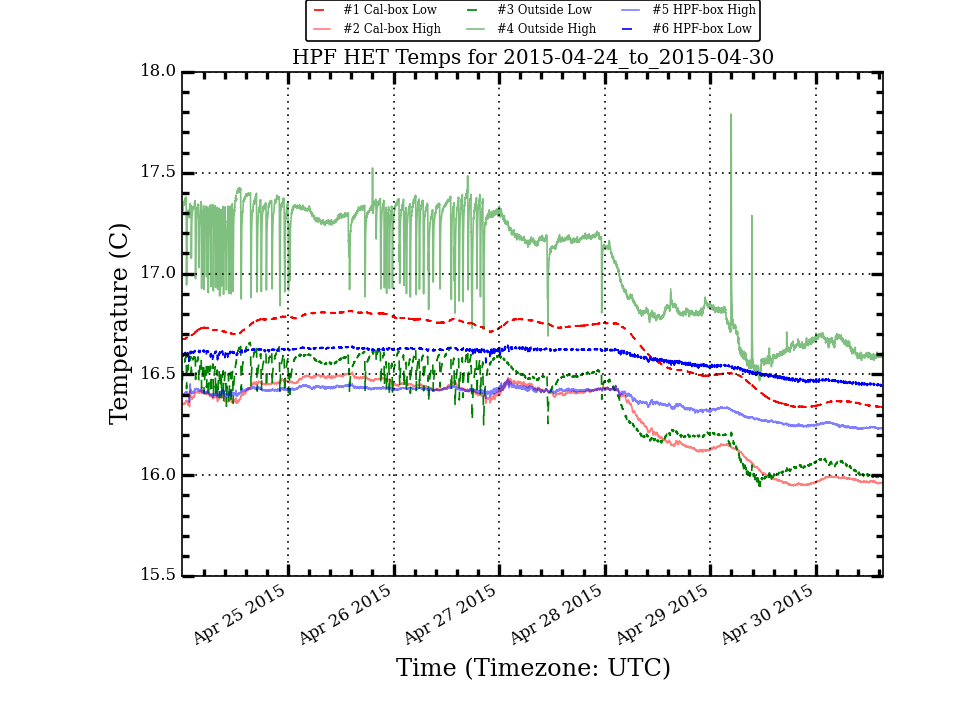 #1 Cal-box Low #3 Outside Low #5 HPF-box High
#2 Cal-box High #4 Outside High #6 HPF-box Low
HPF HET Temps for 2015-04-24_to_2015-04-30
18.0
17.5
17.0
16.5
16.0
15.5
Temperature (C)
Apr 25 2015 Apr 26 2015 Apr 27 2015 Apr 28 2015 Apr 29 2015 Apr 30 2015
Time (Timezone: UTC)